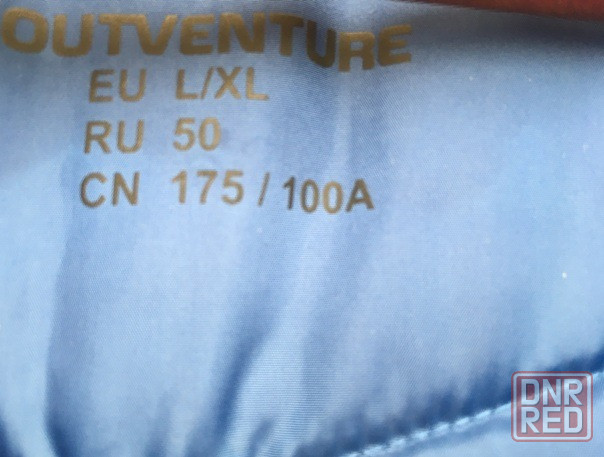 OUTVENTURE
EU L/XL
RU 50
CN 175 / 100A
DNR
RED